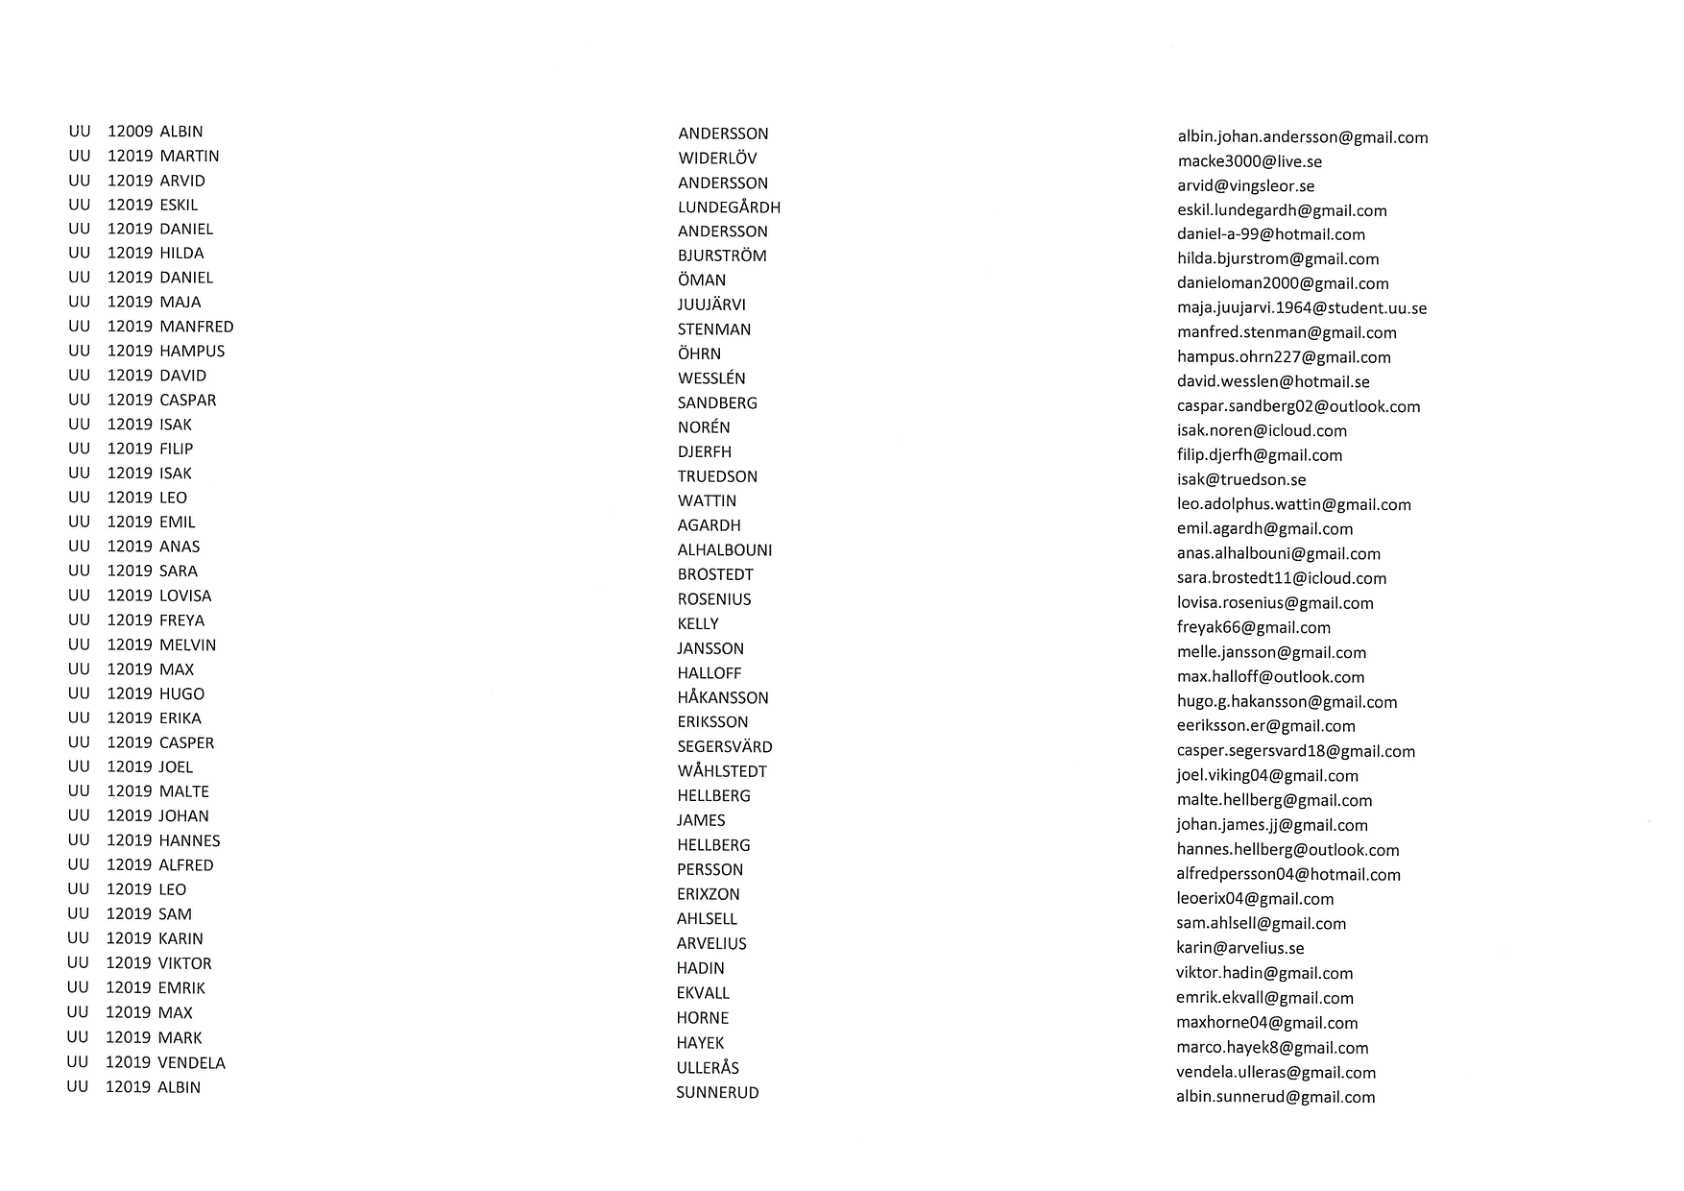 UU 12009 ALBIN ANDERSSON albin.johan.andersson@gmail.com
UU 12019 MARTIN WIDERLÖV macke3000@live.se
UU 12019 ARVID ANDERSSON arvid@vingsleor.se
UU 12019 ESKIL LUNDEGÅRDH eskil.lundegardh@gmail.com
UU 12019 DANIEL ANDERSSON daniel-a-99@hotmail.com
UU 12019 HILDA BJURSTRÖM hilda.bjurstrom@gmail.com
UU 12019 DANIEL ÖMAN danieloman2000@gmail.com
UU 12019 MAJA JUUJÄRVI maja.juujarvi.1964@student.uu.se
UU 12019 MANFRED STENMAN manfred.stenman@gmail.com
UU 12019 HAMPUS ÖHRN hampus.ohrn227@gmail.com
UU 12019 DAVID WESSLÉN david.wesslen@hotmail.se
UU 12019 CASPAR SANDBERG caspar.sandberg02@outlook.com
UU 12019 ISAK NORÉN isak.noren@icloud.com
UU 12019 FILIP DJERFH filip.djerfh@gmail.com
UU 12019 ISAK TRUEDSON isak@truedson.se
UU 12019 LEO WATTIN leo.adolphus.wattin@gmail.com
UU 12019 EMIL AGARDH emil.agardh@gmail.com
UU 12019 ANAS ALHALBOUNI anas.alhalbouni@gmail.com
UU 12019 SARA BROSTEDT sara.brostedt11@icloud.com
UU 12019 LOVISA ROSENIUS lovisa.rosenius@gmail.com
UU 12019 FREYA KELLY freyak66@gmail.com
UU 12019 MELVIN JANSSON melle.jansson@gmail.com
UU 12019 MAX HALLOFF max.halloff@outlook.com
UU 12019 HUGO HÅKANSSON hugo.g.hakansson@gmail.com
UU 12019 ERIKA ERIKSSON eeriksson.er@gmail.com
UU 12019 CASPER SEGERSVÄRD casper.segersvard18@gmail.com
UU 12019 JOEL WÅHLSTEDT joel.viking04@gmail.com
UU 12019 MALTE HELLBERG malte.hellberg@gmail.com
UU 12019 JOHAN JAMES johan.james.jj@gmail.com
UU 12019 HANNES HELLBERG hannes.hellberg@outlook.com
UU 12019 ALFRED PERSSON alfredpersson04@hotmail.com
UU 12019 LEO ERIXZON leoerix04@gmail.com
UU 12019 SAM AHLSELL sam.ahlsell@gmail.com
UU 12019 KARIN ARVELIUS karin@arvelius.se
UU 12019 VIKTOR HADIN viktor.hadin@gmail.com
UU 12019 EMRIK EKVALL emrik.ekvall@gmail.com
UU 12019 MAX HORNE maxhorne04@gmail.com
UU 12019 MARK HAYEK marco.hayek8@gmail.com
UU 12019 VENDELA ULLERÅS vendela.ulleras@gmail.com
UU 12019 ALBIN SUNNERUD albin.sunnerud@gmail.com